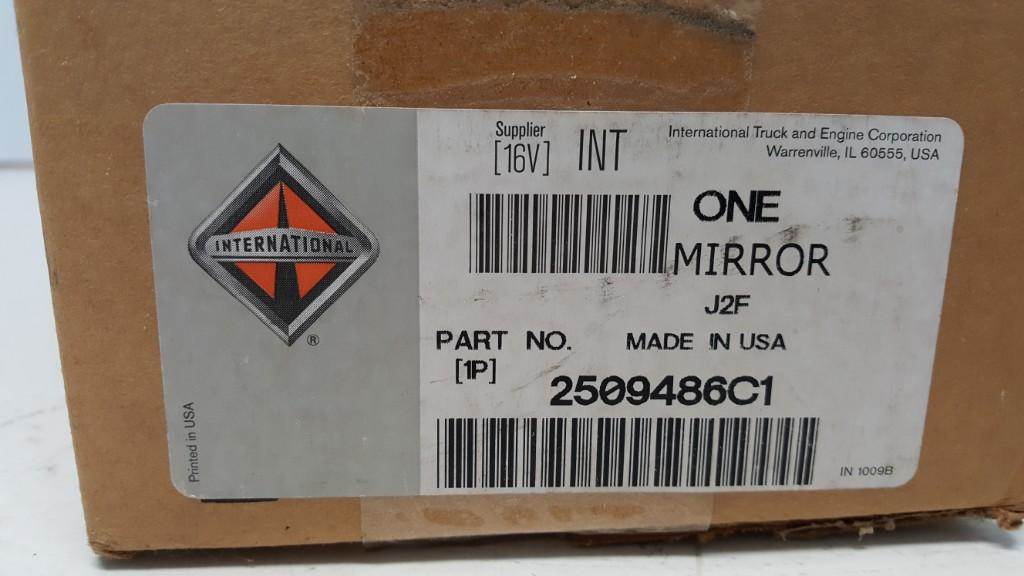 INTERNATIONAL
®
Printed in USA
Supplier
[16V] INT
International Truck and Engine Corporation
Warrenville, IL 60555, USA
ONE
MIRROR
J2F
PART NO. MADE IN USA
[1P]
2509486C1
IN 1009B